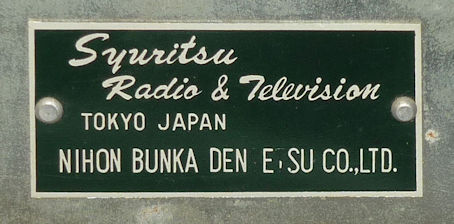 Syuritsu
Radio & Television
TOKYO JAPAN
NIHON BUNKA DEN E,SU CO.,LTD.